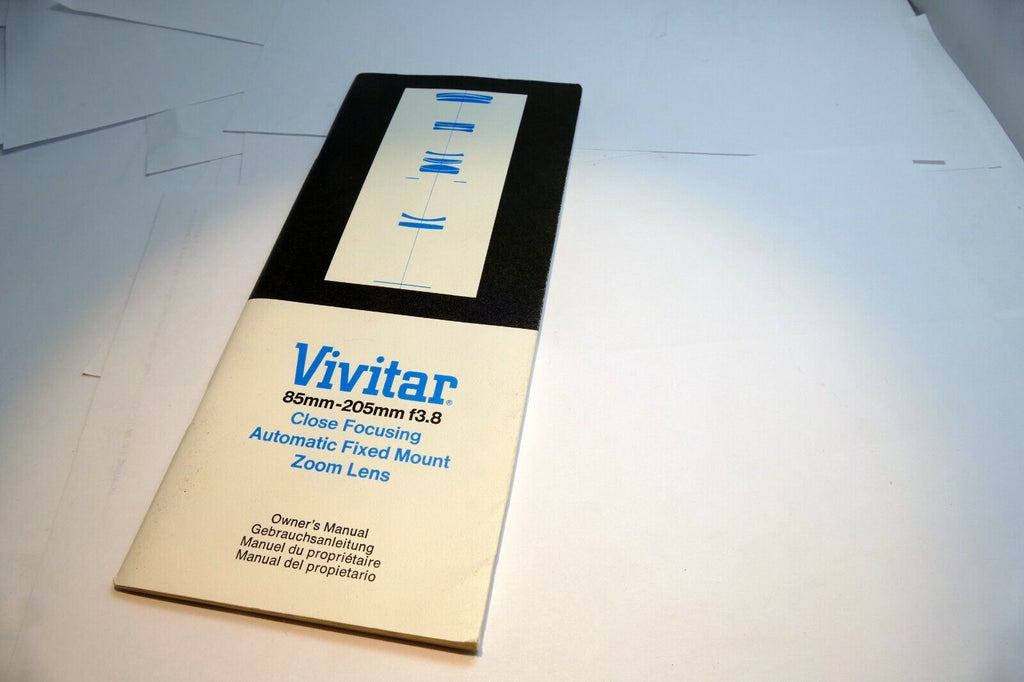 Vivitar®
85mm-205mm f3.8
Close Focusing
Automatic Fixed Mount
Zoom Lens
Owner's Manual
Gebrauchsanleitung
Manuel du propriétaire
Manual del propietario